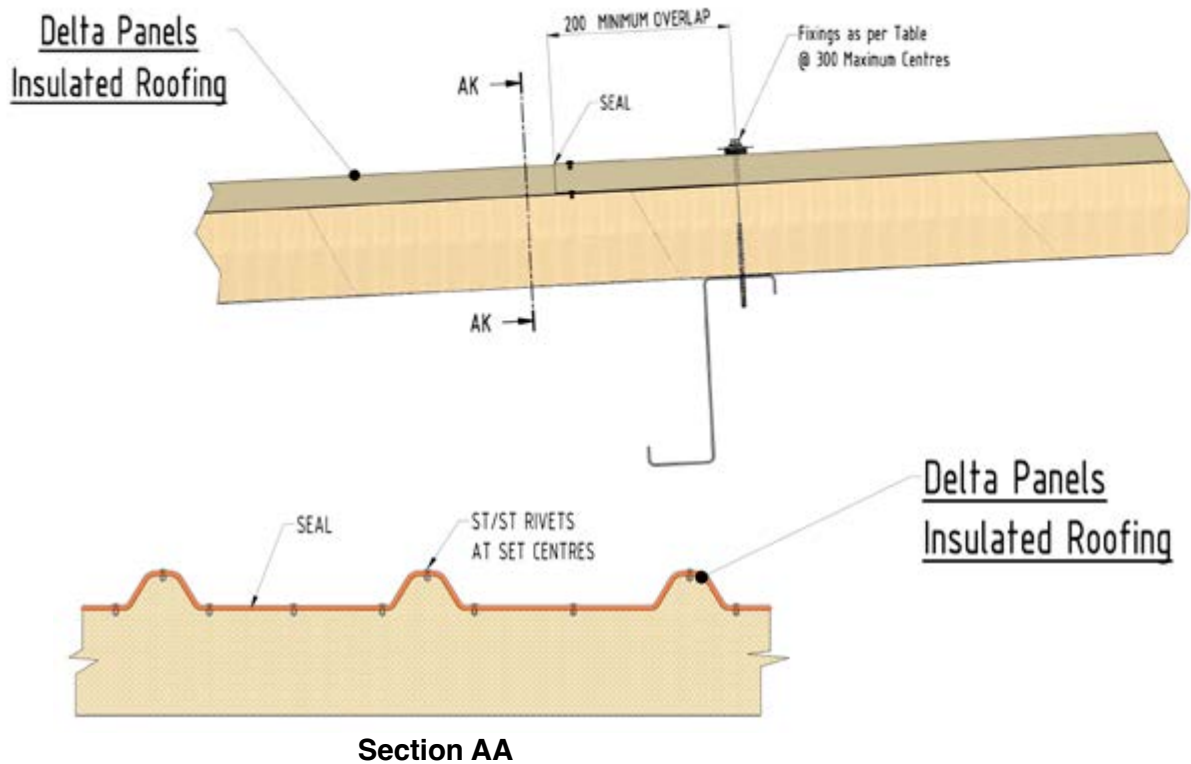 Delta Panels
Insulated Roofing
200 MINIMUM OVERLAP
Fixings as per Table
@ 300 Maximum Centres
AK
SEAL
AK
Delta Panels
Insulated Roofing
SEAL
ST/ST RIVETS
AT SET CENTRES
Section AA